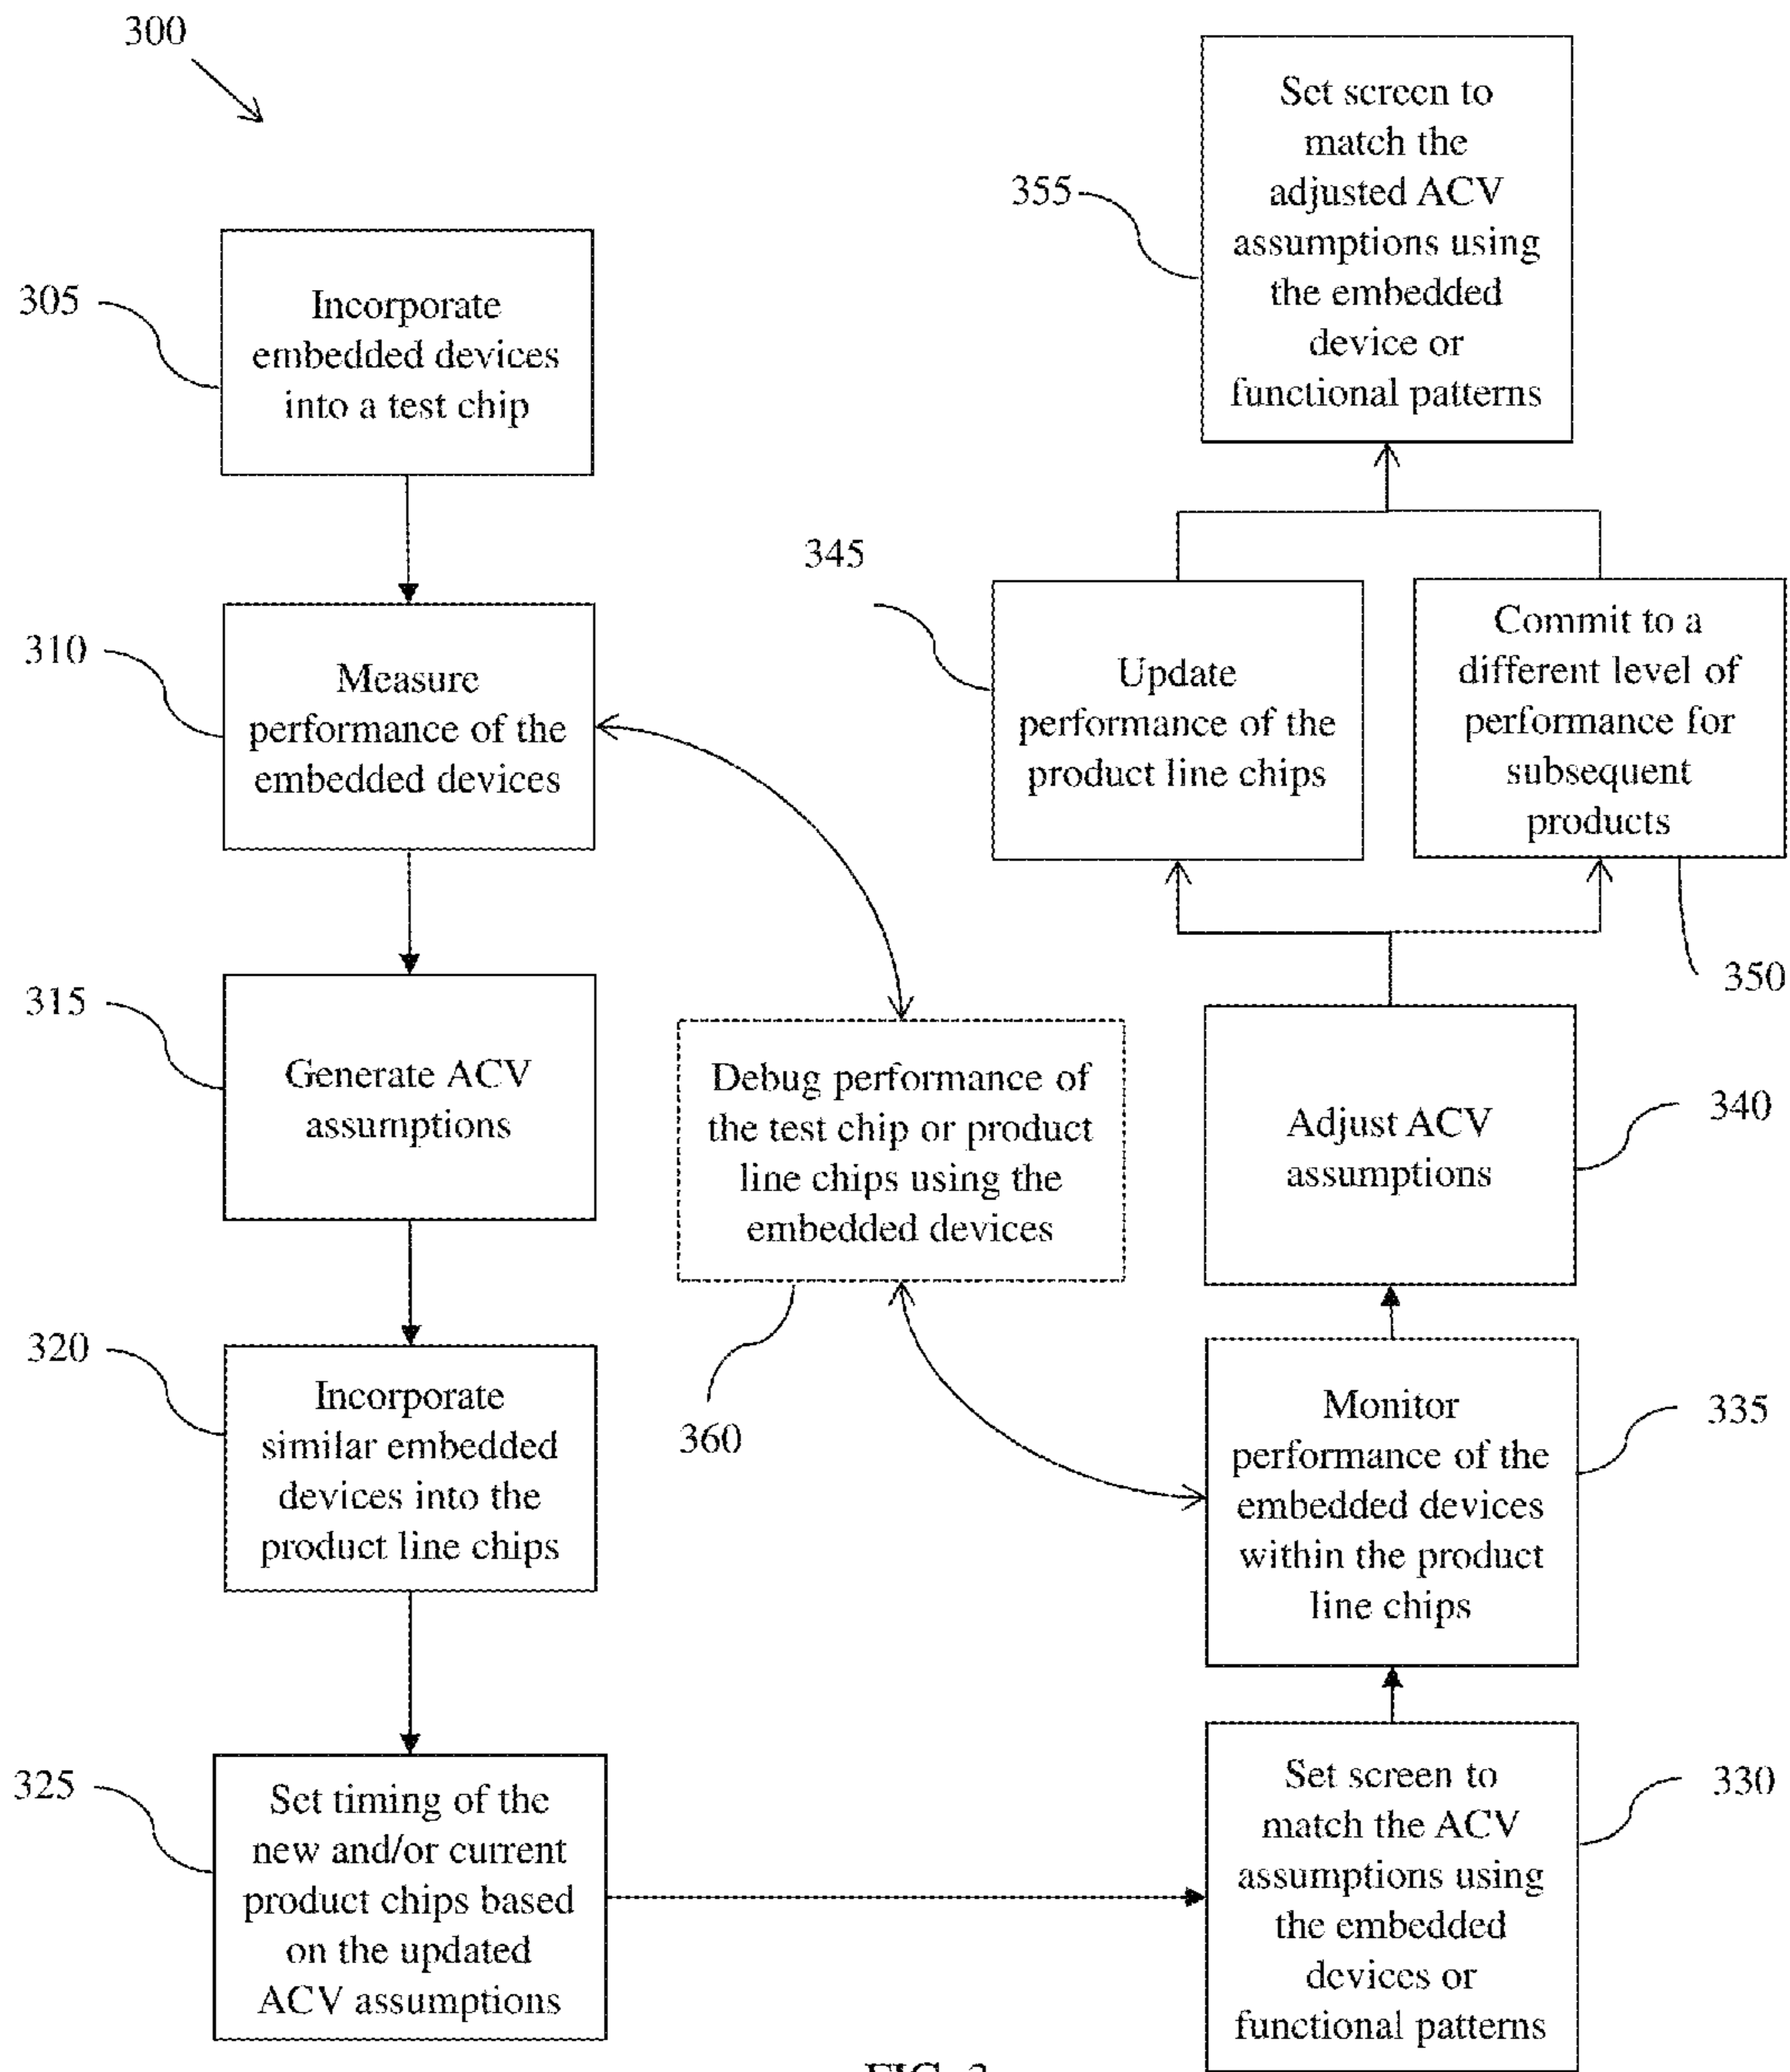 300
305
Incorporate
embedded devices
into a test chip
310
Measure
performance of the
embedded devices
315
Generate ACV
assumptions
320
Incorporate
similar embedded
devices into the
product line chips
325
Set timing of the
new and/or current
product chips based
on the updated
ACV assumptions
Set screen to
match the ACV
assumptions using
the embedded
devices or
functional patterns
330
Monitor
performance of the
embedded devices
within the product
line chips
335
Adjust ACV
assumptions
340
345
Update
performance of the
product line chips
Commit to a
different level of
performance for
subsequent
products
350
355
Set screen to
match the
adjusted ACV
assumptions using
the embedded
device or
functional patterns
Debug performance of
the test chip or product
line chips using the
embedded devices
360